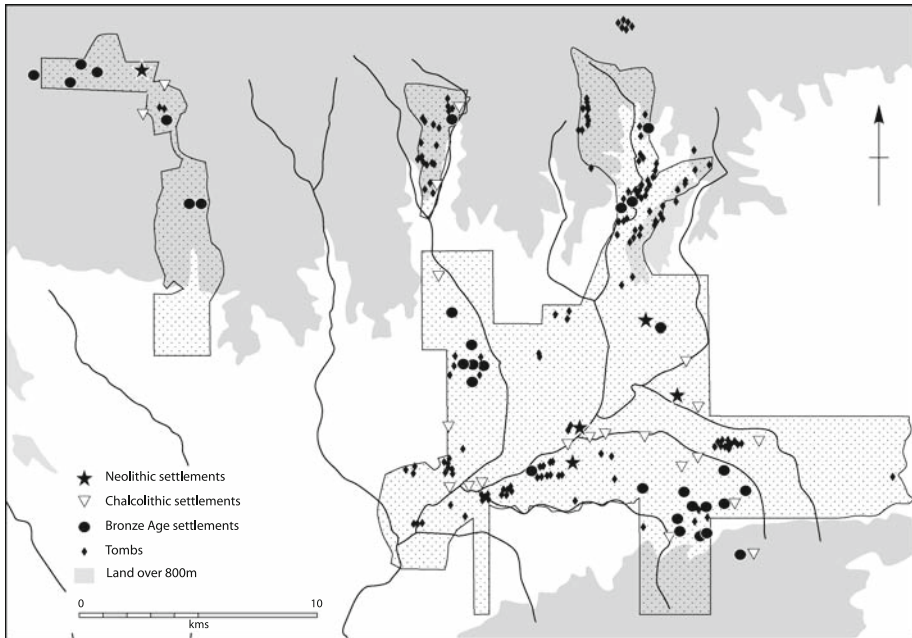 Neolithic settlements
Chalcolithic settlements
Bronze Age settlements
Tombs
Land over 800m
0 10
kms